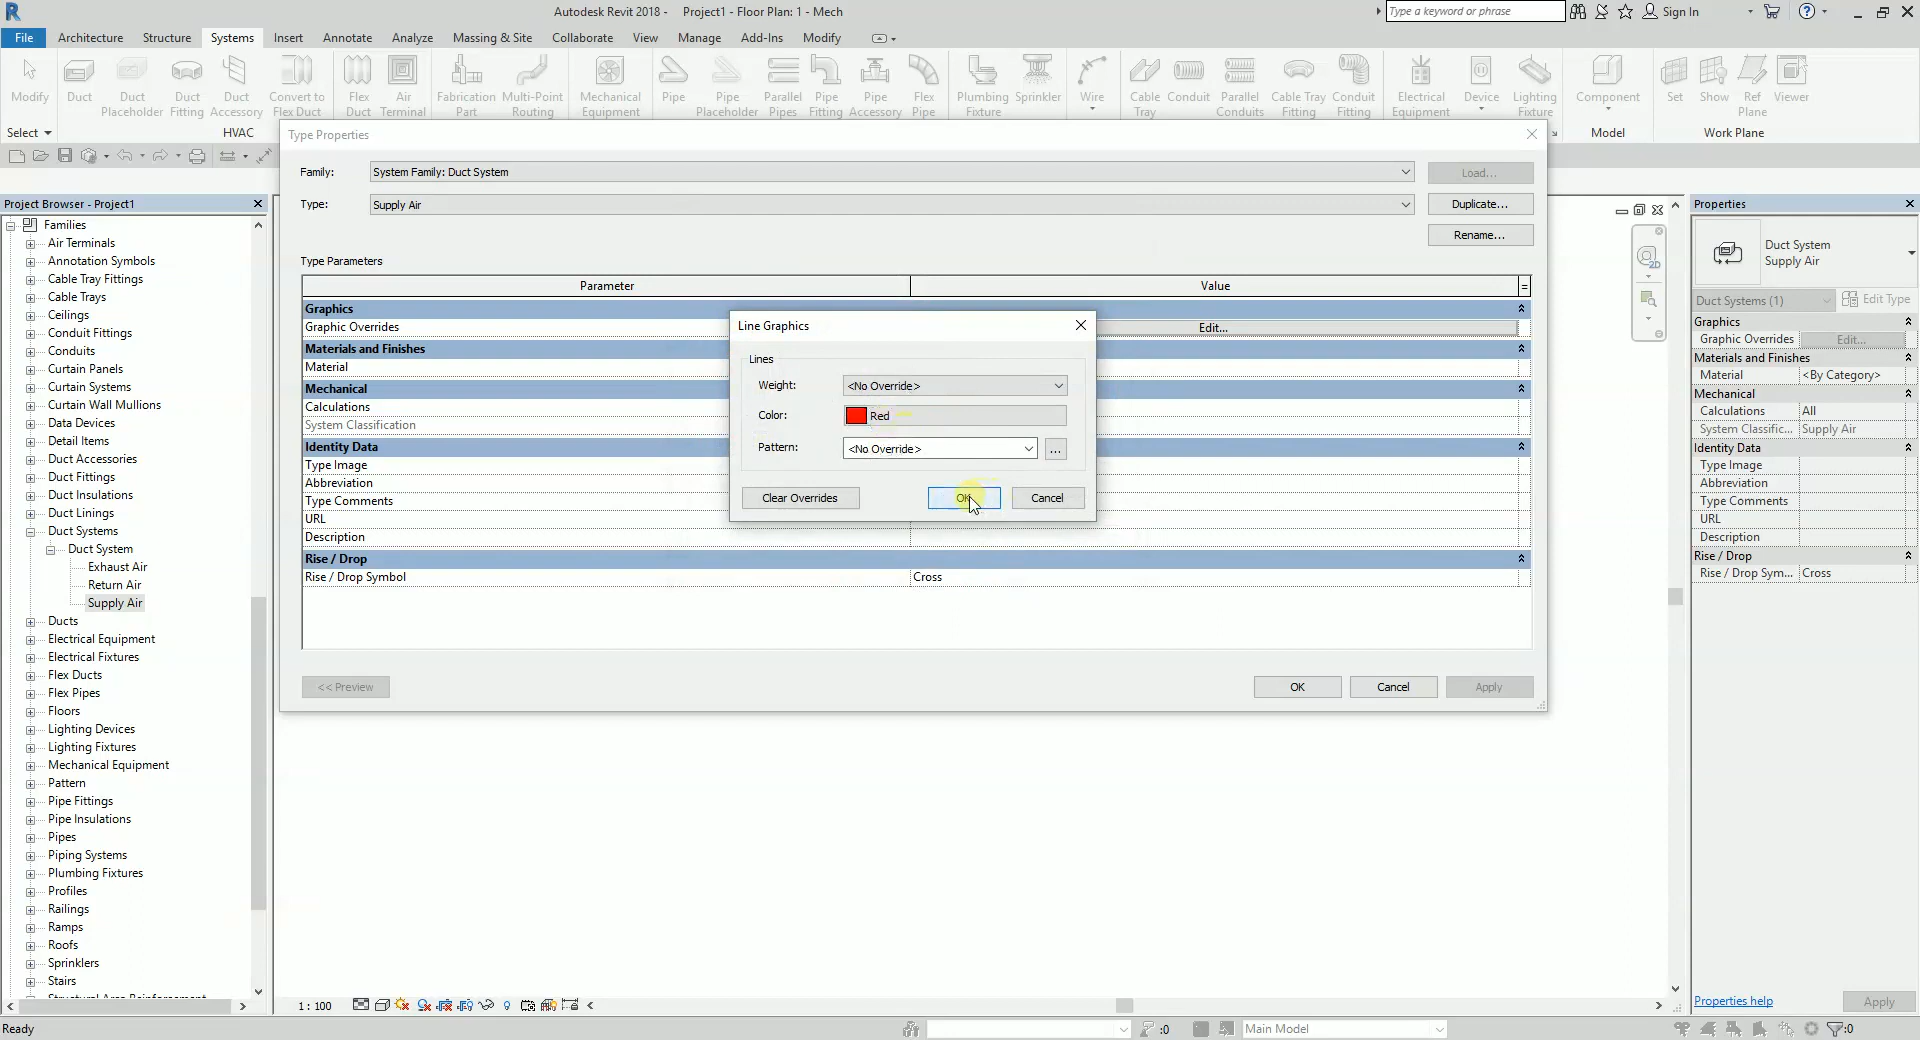 Autodesk Revit 2018 - Project1 - Floor Plan: 1 - Mech
Type a keyword or phrase
Sign In
File Architecture Structure Systems Insert Annotate Analyze Massing & Site Collaborate View Manage Add-Ins Modify
Modify
Duct
Duct Placeholder
Duct Fitting
Duct Accessory
Convert to Flex Duct
Flex Duct
Air Terminal
Fabrication Part
Multi-Point Routing
Mechanical Equipment
Pipe
Pipe Placeholder
Parallel Pipes
Pipe Fitting
Pipe Accessory
Flex Pipe
Plumbing Fixture
Sprinkler
Wire
Cable Tray
Conduit
Parallel Conduits
Cable Tray Fitting
Conduit Fitting
Electrical Equipment
Device
Lighting Fixture
Component
Set
Show
Ref Plane
Viewer
Select
HVAC
Model
Work Plane
Project Browser - Project1
Families
Air Terminals
Annotation Symbols
Cable Tray Fittings
Cable Trays
Ceilings
Conduit Fittings
Conduits
Curtain Panels
Curtain Systems
Curtain Wall Mullions
Data Devices
Detail Items
Duct Accessories
Duct Fittings
Duct Insulations
Duct Linings
Duct Systems
Duct System
Exhaust Air
Return Air
Supply Air
Ducts
Electrical Equipment
Electrical Fixtures
Flex Ducts
Flex Pipes
Floors
Lighting Devices
Lighting Fixtures
Mechanical Equipment
Pattern
Pipe Fittings
Pipe Insulations
Pipes
Piping Systems
Plumbing Fixtures
Profiles
Railings
Ramps
Roofs
Sprinklers
Stairs
Type Properties
Family: System Family: Duct System Load...
Type: Supply Air Duplicate...
Rename...
Type Parameters
Parameter Value =
Graphics
Graphic Overrides Edit...
Materials and Finishes
Material
Mechanical
Calculations
System Classification
Identity Data
Type Image
Abbreviation
Type Comments
URL
Description
Rise / Drop
Rise / Drop Symbol Cross
<< Preview OK Cancel Apply
Line Graphics
Lines
Weight: <No Override>
Color: Red
Pattern: <No Override> ...
Clear Overrides OK Cancel
2D
Properties
Duct System
Supply Air
Duct Systems (1) Edit Type
Graphics
Graphic Overrides Edit...
Materials and Finishes
Material <By Category>
Mechanical
Calculations All
System Classific... Supply Air
Identity Data
Type Image
Abbreviation
Type Comments
URL
Description
Rise / Drop
Rise / Drop Sym... Cross
Properties help Apply
1 : 100
Ready
:0
Main Model
:0